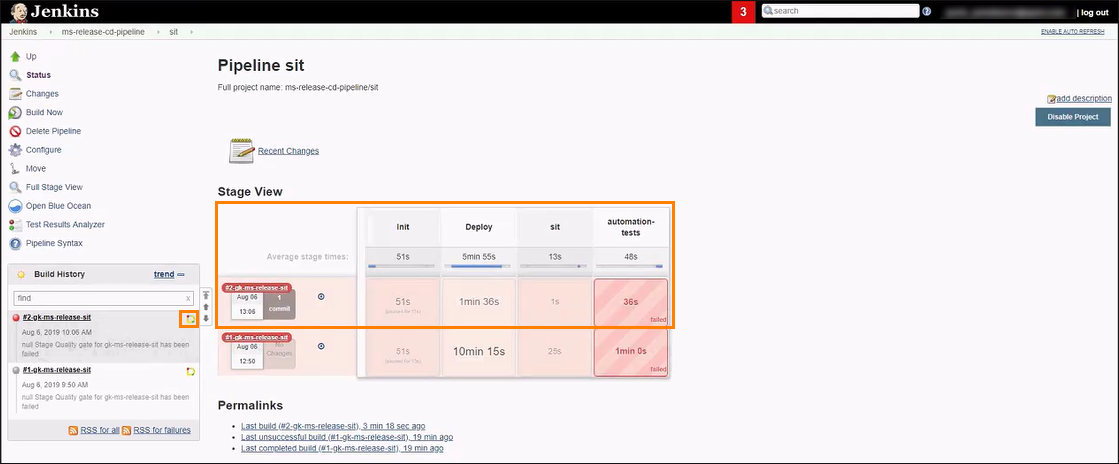 Jenkins
3
search
| log out
Jenkins
ms-release-cd-pipeline
sit
ENABLE AUTO REFRESH
Up
Status
Changes
Build Now
Delete Pipeline
Configure
Move
Full Stage View
Open Blue Ocean
Test Results Analyzer
Pipeline Syntax
Build History
trend
find
x
#2-gk-ms-release-sit
Aug 6, 2019 10:06 AM
null Stage Quality gate for gk-ms-release-sit has been
failed
#1-gk-ms-release-sit
Aug 6, 2019 9:50 AM
null Stage Quality gate for gk-ms-release-sit has been
failed
RSS for all
RSS for failures
Pipeline sit
Full project name: ms-release-cd-pipeline/sit
add description
Disable Project
Recent Changes
Stage View
Init
Deploy
sit
automation-
tests
Average stage times:
51s
5min 55s
13s
48s
#2-gk-ms-release-sit
Aug 06
13:06
1
commit
51s
1min 36s
1s
36s
failed
#1-gk-ms-release-sit
Aug 06
12:50
No
Changes
51s
10min 15s
25s
1min 0s
failed
Permalinks
Last build (#2-gk-ms-release-sit), 3 min 18 sec ago
Last unsuccessful build (#1-gk-ms-release-sit), 19 min ago
Last completed build (#1-gk-ms-release-sit), 19 min ago